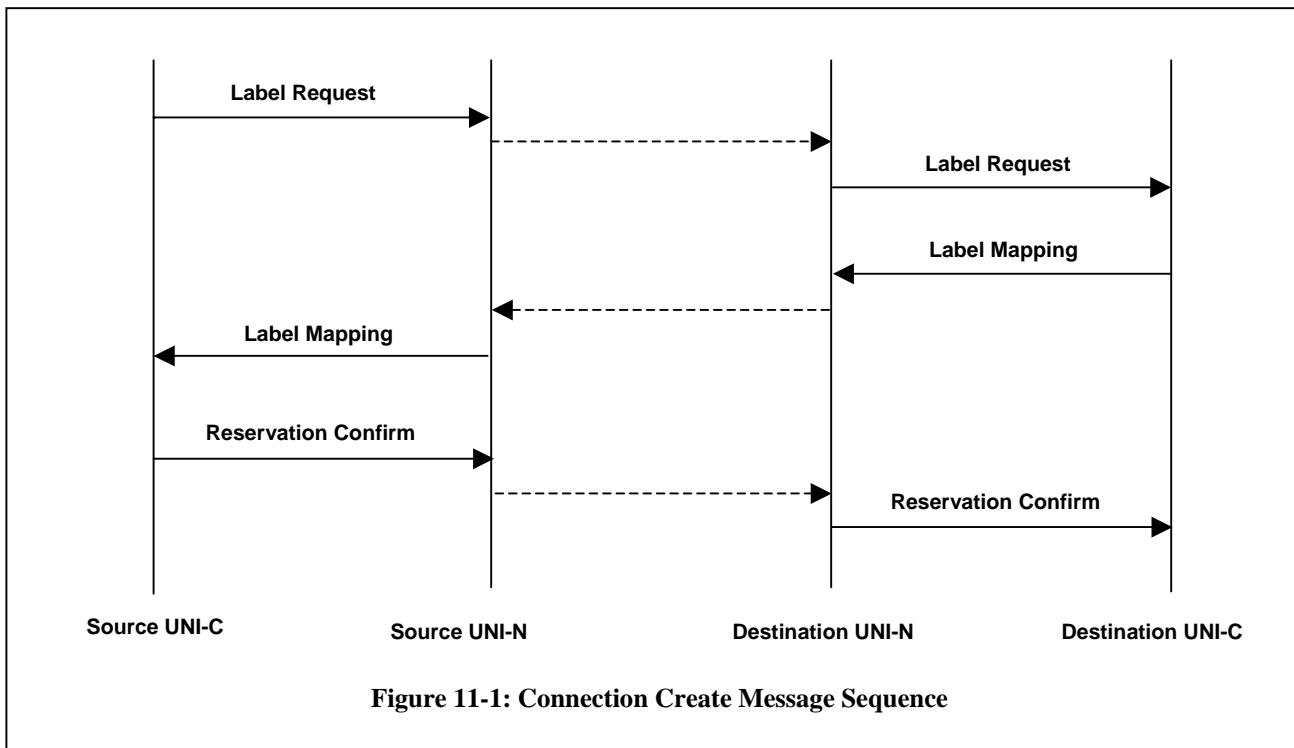 Label Request
Label Request
Label Mapping
Label Mapping
Reservation Confirm
Reservation Confirm
Source UNI-C
Source UNI-N
Destination UNI-N
Destination UNI-C
Figure 11-1: Connection Create Message Sequence